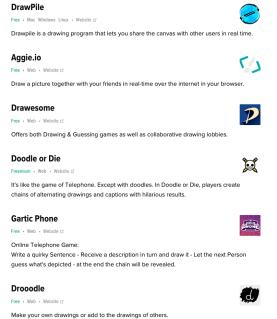 DrawPile
Free • Mac Windows Linux • Website
Drawpile is a drawing program that lets you share the canvas with other users in real time.
Aggie.io
Free • Web • Website
Draw a picture together with your friends in real-time over the internet in your browser.
Drawesome
Free • Web • Website
Offers both Drawing & Guessing games as well as collaborative drawing lobbies.
Doodle or Die
Freemium • Web • Website
It's like the game of Telephone. Except with doodles. In Doodle or Die, players create
chains of alternating drawings and captions with hilarious results.
Gartic Phone
Free • Web • Website
Online Telephone Game:
Write a quirky Sentence - Receive a description in turn and draw it - Let the next Person
guess what's depicted - at the end the chain will be revealed.
Drooodle
Free • Web • Website
Make your own drawings or add to the drawings of others.